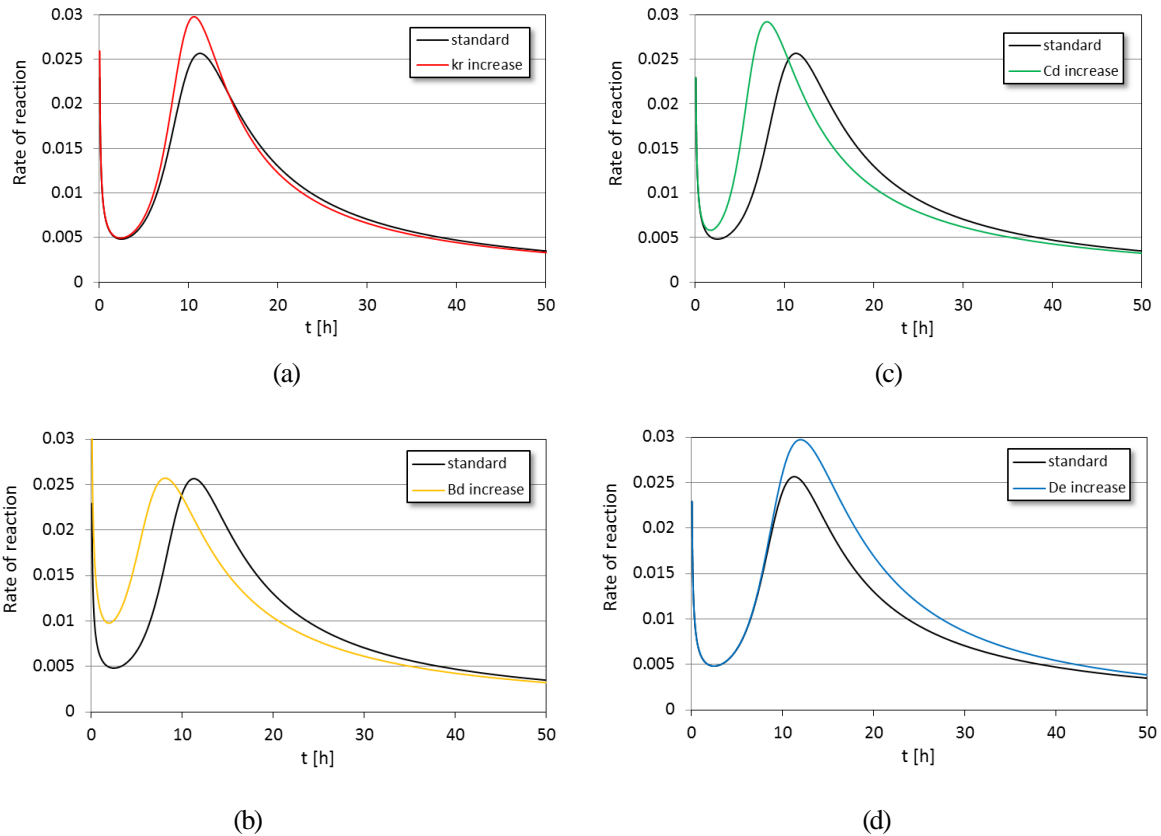 0.03
0.025
0.02
0.015
0.01
0.005
0
Rate of reaction
standard
kr increase
0 10 20 30 40 50
t [h]
(a)
0.03
0.025
0.02
0.015
0.01
0.005
0
Rate of reaction
standard
Cd increase
0 10 20 30 40 50
t [h]
(c)
0.03
0.025
0.02
0.015
0.01
0.005
0
Rate of reaction
standard
Bd increase
0 10 20 30 40 50
t [h]
(b)
0.03
0.025
0.02
0.015
0.01
0.005
0
Rate of reaction
standard
De increase
0 10 20 30 40 50
t [h]
(d)